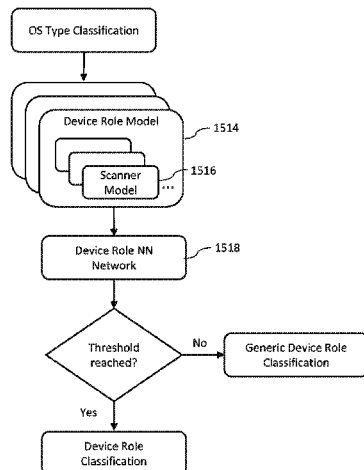 OS Type Classification
Device Role Model
1514
Scanner
Model
...
1516
Device Role NN
Network
1518
Threshold
reached?
No
Generic Device Role
Classification
Yes
Device Role
Classification